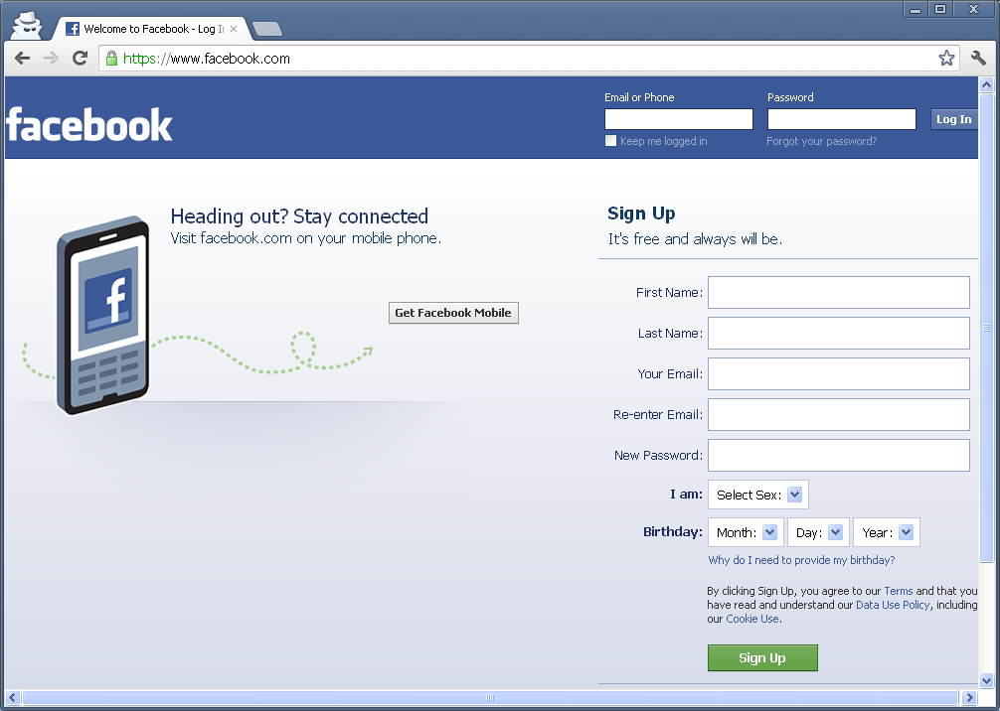 Welcome to Facebook - Log In
https://www.facebook.com
facebook
Email or Phone
Password
Log In
Keep me logged in
Forgot your password?
Heading out? Stay connected
Visit facebook.com on your mobile phone.
f
Get Facebook Mobile
Sign Up
It's free and always will be.
First Name:
Last Name:
Your Email:
Re-enter Email:
New Password:
I am:
Select Sex:
Birthday:
Month:
Day:
Year:
Why do I need to provide my birthday?
By clicking Sign Up, you agree to our Terms and that you
have read and understand our Data Use Policy, including
our Cookie Use.
Sign Up